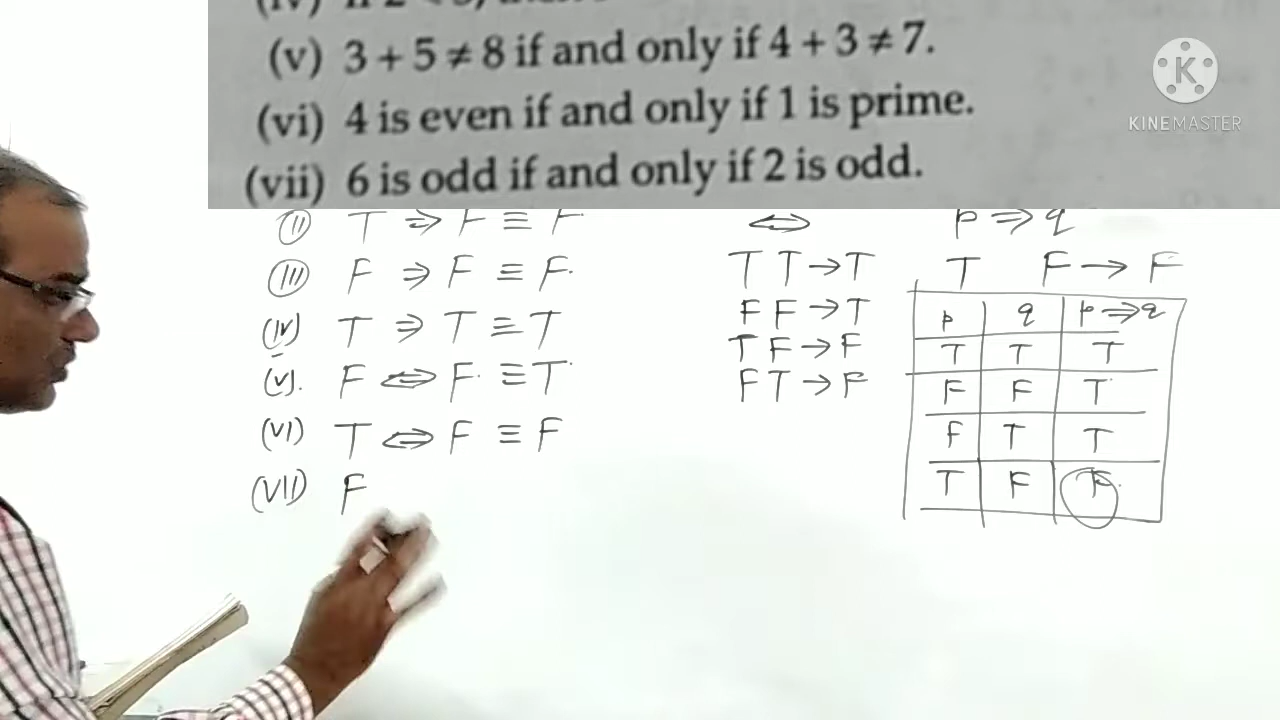 (v) 3 + 5 ≠ 8 if and only if 4 + 3 ≠ 7.
(vi) 4 is even if and only if 1 is prime.
(vii) 6 is odd if and only if 2 is odd.
KINEMASTER
(II) T ⇒ F ≡ F
(III) F ⇒ F ≡ F.
(IV) T ⇒ T ≡ T
(V). F ⇔ F ≡ T
(VI) T ⇔ F ≡ F
(VII) F
⇔
T T → T
F F → T
T F → F
F T → F
p ⇒ q
T F → F
p q p ⇒ q
T T T
F F T
F T T
T F F